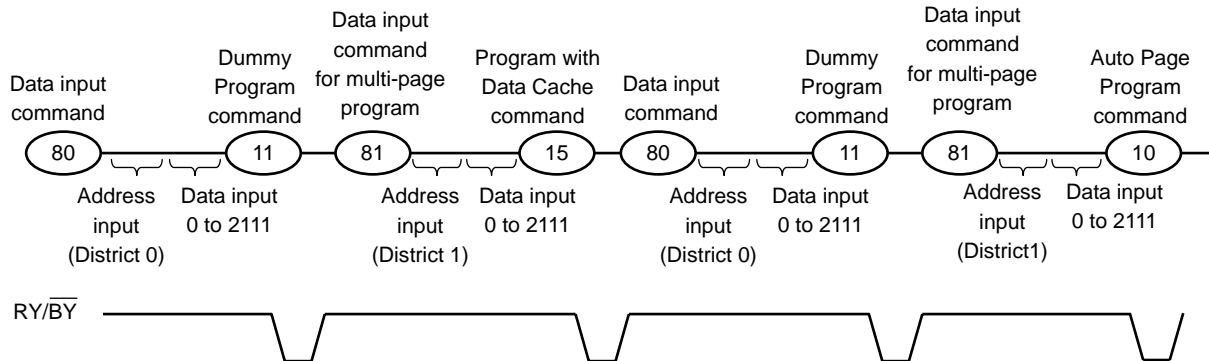 Data input
command
Dummy
Program
command
Data input
command
for multi-page
program
Program with
Data Cache
command
Data input
command
Dummy
Program
command
Data input
command
for multi-page
program
Auto Page
Program
command
80
11
81
15
80
11
81
10
Address
input
(District 0)
Data input
0 to 2111
Address
input
(District 1)
Data input
0 to 2111
Address
input
(District 0)
Data input
0 to 2111
Address
input
(District1)
Data input
0 to 2111
RY/B̅Y̅